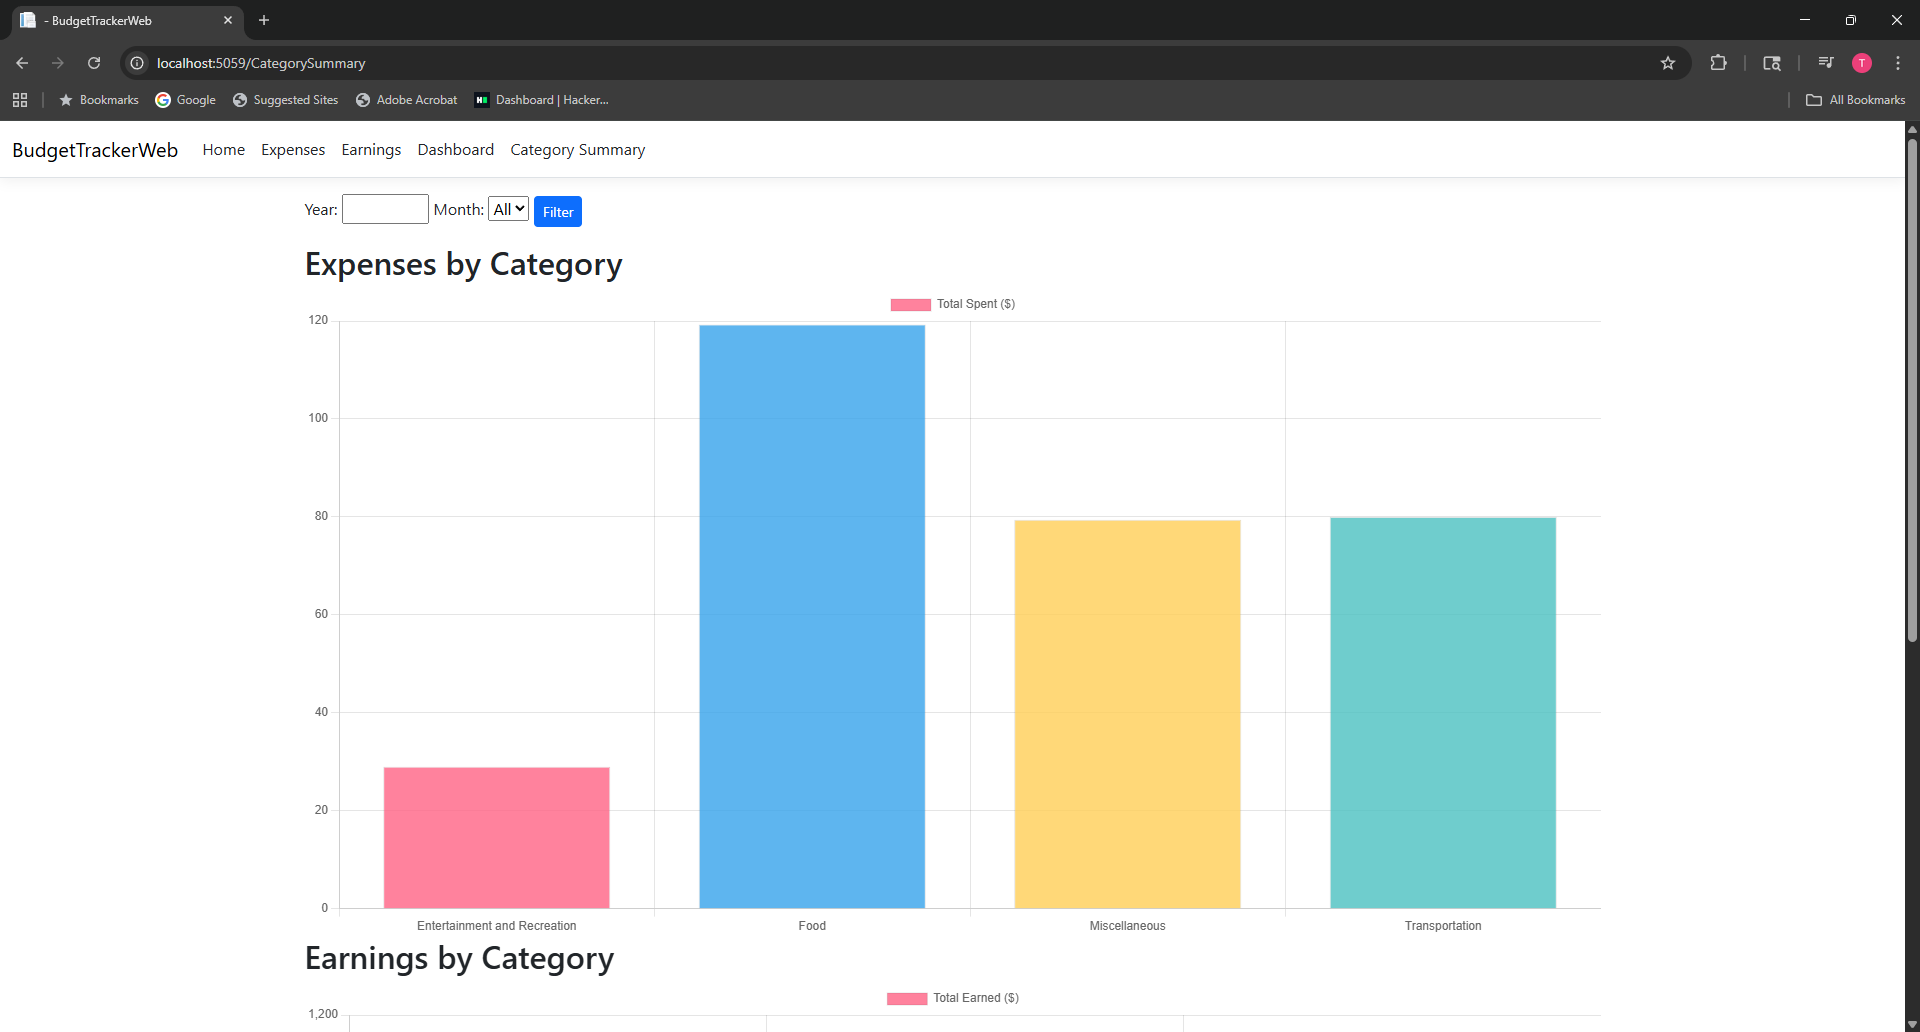 - BudgetTrackerWeb
localhost:5059/CategorySummary
T
Bookmarks Google Suggested Sites Adobe Acrobat Dashboard | Hacker... All Bookmarks
BudgetTrackerWeb Home Expenses Earnings Dashboard Category Summary
Year: Month: All Filter
Expenses by Category
Total Spent ($)
120
100
80
60
40
20
0
Entertainment and Recreation Food Miscellaneous Transportation
Earnings by Category
Total Earned ($)
1,200